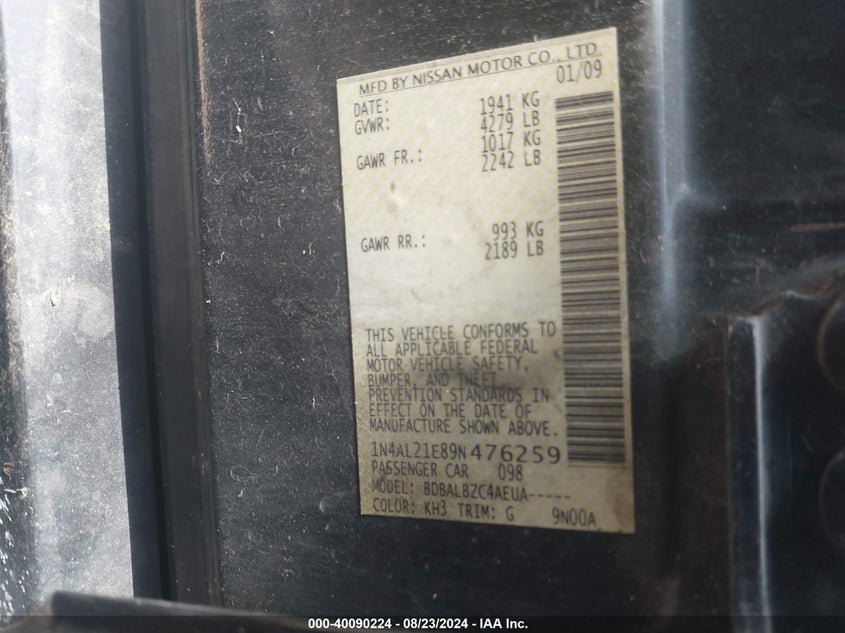 MFD BY NISSAN MOTOR CO., LTD.
DATE: 01/09
GVWR: 1941 KG
4279 LB
GAWR FR.: 1017 KG
2242 LB
GAWR RR.: 993 KG
2189 LB
THIS VEHICLE CONFORMS TO
ALL APPLICABLE FEDERAL
MOTOR VEHICLE SAFETY,
BUMPER, AND THEFT
PREVENTION STANDARDS IN
EFFECT ON THE DATE OF
MANUFACTURE SHOWN ABOVE.
1N4AL21E89N476259
PASSENGER CAR 098
MODEL: BDBALBZC4AEUA-----
COLOR: KH3 TRIM: G 9N00A
000-40090224 - 08/23/2024 - IAA Inc.